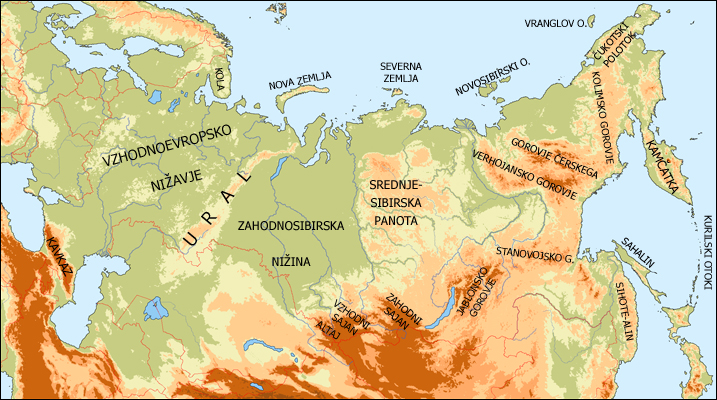 VRANGLOV O.
ČUKOTSKI
POLOTOK
SEVERNA
ZEMLJA
NOVA ZEMLJA
NOVOSIBIRSKI O.
KOLA
KOLIMSKO GOROVJE
VZHODNOEVROPSKO
NIŽAVJE
URAL
GOROVJE ČERSKEGA
VERHOJANSKO GOROVJE
KAMČATKA
SREDNJE-
SIBIRSKA
PANOTA
ZAHODNOSIBIRSKA
NIŽINA
KAVKAZ
STANOVOJSKO G.
SAHALIN
KURILSKI OTOKI
JABLONSKO
GOROVJE
SIHOTE-ALIN
VZHODNI
SAJAN
ZAHODNI
SAJAN
ALTAJ